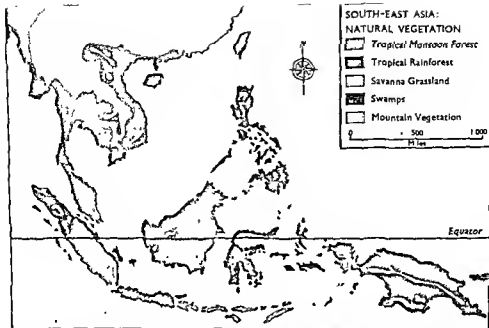 SOUTH-EAST ASIA:
NATURAL VEGETATION
Tropical Monsoon Forest
Tropical Rainforest
Savanna Grassland
Swamps
Mountain Vegetation
0 500 1000
Miles
N
Equator